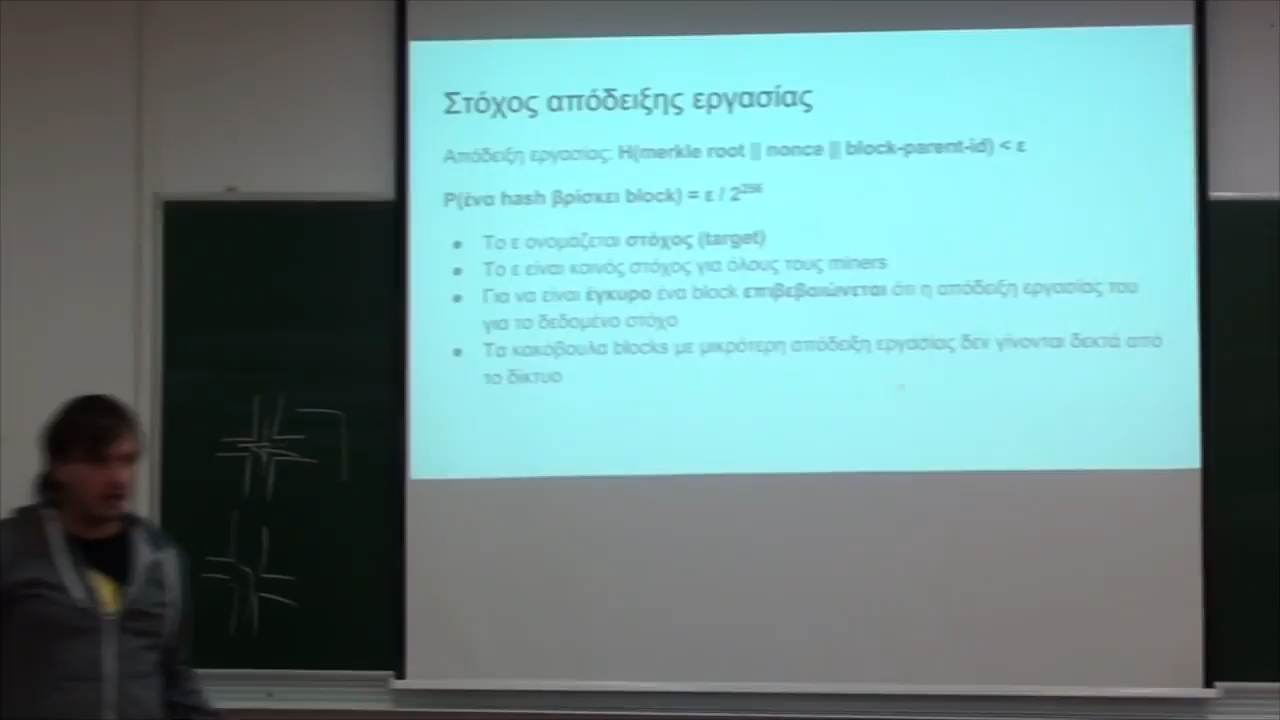 Στόχος απόδειξης εργασίας
Απόδειξη εργασίας: H(merkle root || nonce || block-parent-id) < ε
P(ένα hash βρίσκει block) = ε / 2^256
• Το ε ονομάζεται στόχος (target)
• Το ε είναι κοινός στόχος για όλους τους miners
• Για να είναι έγκυρο ένα block επιβεβαιώνεται ότι η απόδειξη εργασίας του
για το δεδομένο στόχο
• Τα κακόβουλα blocks με μικρότερη απόδειξη εργασίας δεν γίνονται δεκτά από
το δίκτυο